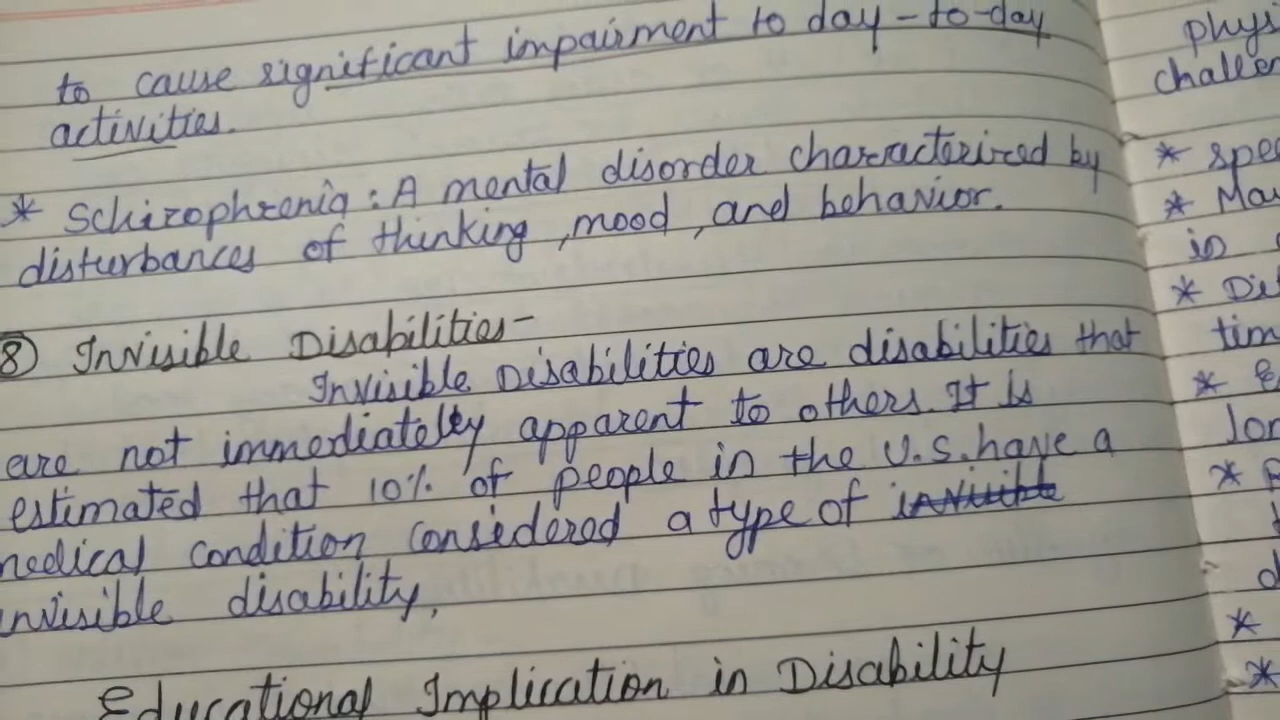 to cause significant impairment to day-to-day
activities.
* Schizophrenia: A mental disorder characterized by
disturbances of thinking, mood, and behavior.
8) Invisible Disabilities-
Invisible Disabilities are disabilities that
are not immediately apparent to others. It is
estimated that 10% of people in the U.S. have a
medical condition considered a type of invisible
invisible disability.
Educational Implication in Disability
physi
challen
* spe
* Ma
in
* Di
tim
*
lon
*
d
*
*